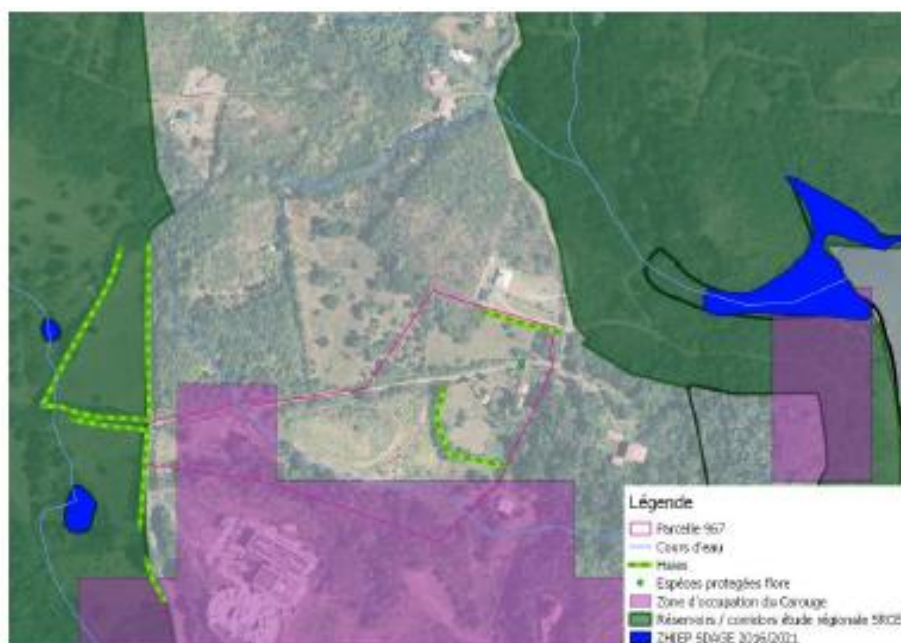 Légende
Parcelle 967
Cours d'eau
Haies
Espèces protégées flore
Zone d'occupation du Carouge
Réservoirs / corridors étude régionale SRCE
ZHIEP SDAGE 2016/2021